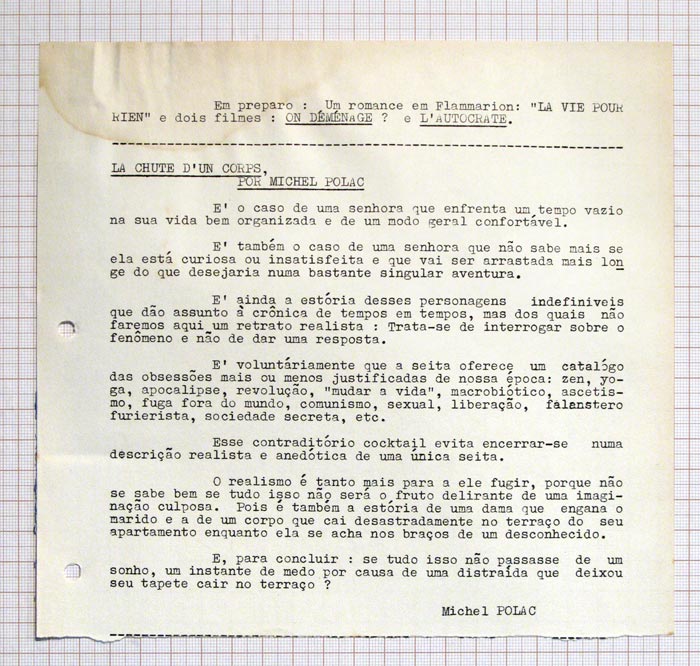 Em preparo :  Um romance em Flammarion: "LA VIE POUR
RIEN" e dois filmes : ON DÉMÉNAGE ?  e L'AUTOCRATE.
LA CHUTE D'UN CORPS,
POR MICHEL POLAC
E' o caso de uma senhora que enfrenta um tempo vazio
na sua vida bem organizada e de um modo geral confortável.
E' também o caso de uma senhora que não sabe mais se
ela está curiosa ou insatisfeita e que vai ser arrastada mais lon
ge do que desejaria numa bastante singular aventura.
E' ainda a estória desses personagens  indefiniveis
que dão assunto à crônica de tempos em tempos, mas dos quais  não
faremos aqui um retrato realista : Trata-se de interrogar sobre o
fenômeno e não de dar uma resposta.
E' voluntáriamente que a seita oferece  um  catalógo
das obsessões mais ou menos justificadas de nossa época: zen, yo-
ga, apocalipse, revolução, "mudar a vida", macrobiótico, ascetis-
mo, fuga fora do mundo, comunismo, sexual, liberação,  falanstero
furierista, sociedade secreta, etc.
Esse contraditório cocktail evita encerrar-se  numa
descrição realista e anedótica de uma única seita.
O realismo é tanto mais para a ele fugir, porque não
se sabe bem se tudo isso não será o fruto delirante de uma imagi-
nação culposa.  Pois é também a estória de uma dama que  engana o
marido e a de um corpo que cai desastradamente no terraço do  seu
apartamento enquanto ela se acha nos braços de um desconhecido.
E, para concluir : se tudo isso não passasse  de  um
sonho, um instante de medo por causa de uma distraída que  deixou
seu tapete cair no terraço ?
Michel POLAC